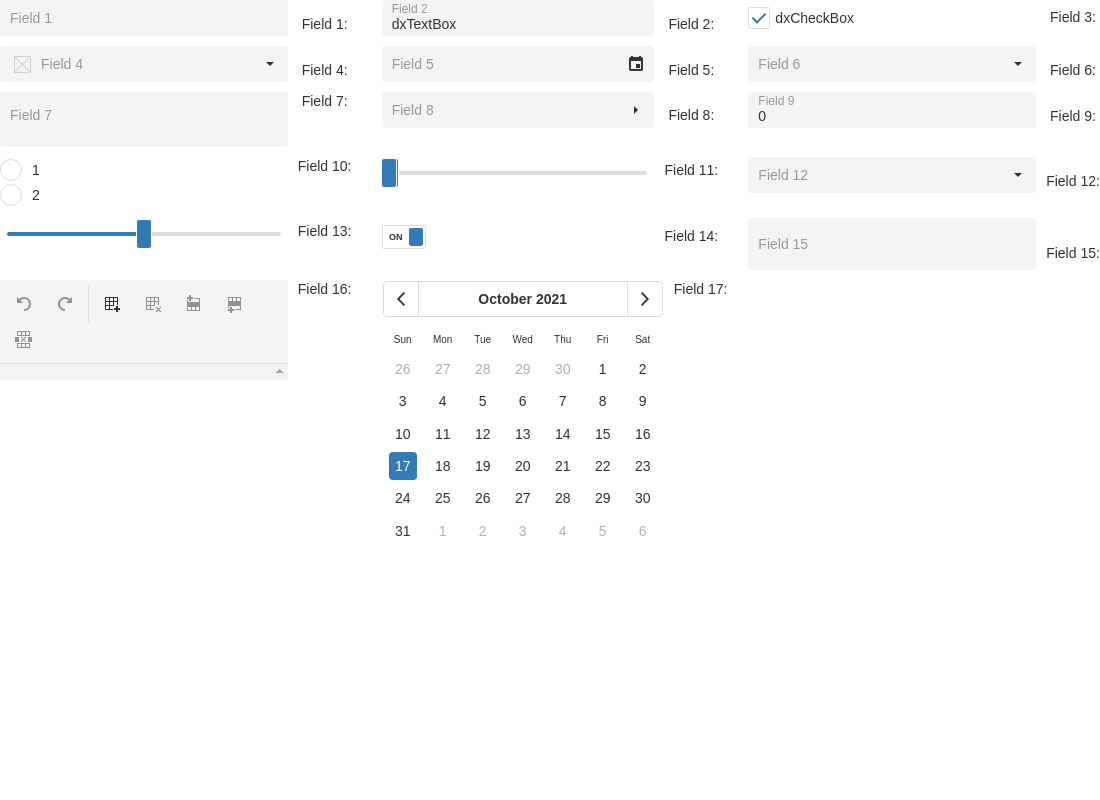 Field 1
Field 1:
Field 2
dxTextBox
Field 2:
dxCheckBox
Field 3:
Field 4
Field 4:
Field 5
Field 5:
Field 6
Field 6:
Field 7
Field 7:
Field 8
Field 8:
Field 9
0
Field 9:
1
2
Field 10:
Field 11:
Field 12
Field 12:
Field 13:
ON
Field 14:
Field 15
Field 15:
Field 16:
October 2021
Field 17:
Sun Mon Tue Wed Thu Fri Sat
26 27 28 29 30 1 2
3 4 5 6 7 8 9
10 11 12 13 14 15 16
17 18 19 20 21 22 23
24 25 26 27 28 29 30
31 1 2 3 4 5 6